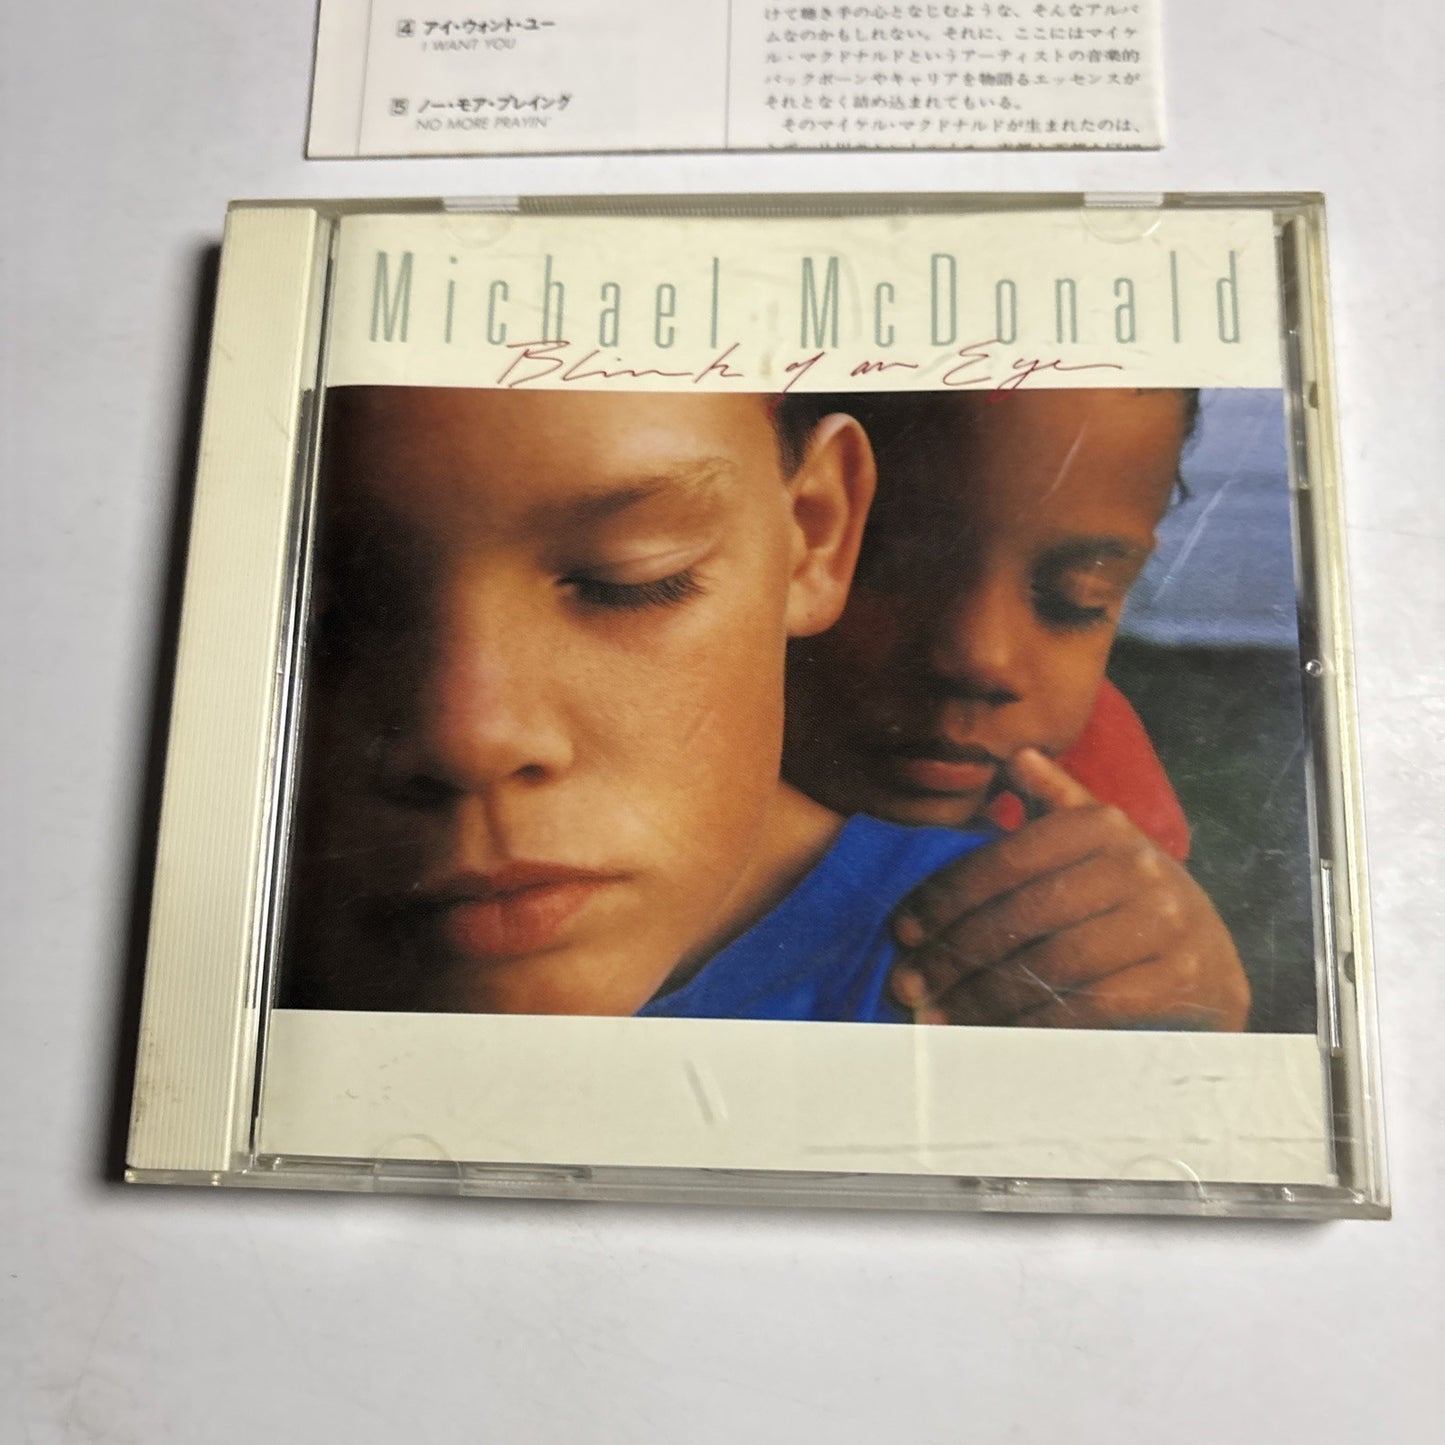 4 アイ・ウォント・ユー
I WANT YOU
5 ノー・モア・プレイング
NO MORE PRAYIN'
けて聴き手の心となじむような、そんなアルバ
ムなのかもしれない。それに、ここにはマイケ
ル・マクドナルドというアーティストの音楽的
バックボーンやキャリアを物語るエッセンスが
それとなく詰め込まれてもいる。
そのマイケル・マクドナルドが生まれたのは、
Michael McDonald
Blink of an Eye